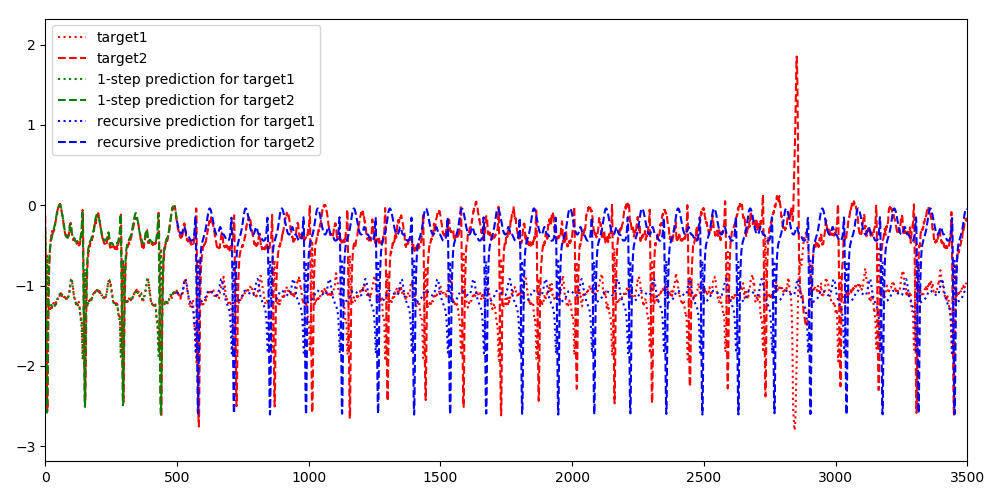 target1
target2
1-step prediction for target1
1-step prediction for target2
recursive prediction for target1
recursive prediction for target2
2
1
0
−1
−2
−3
0 500 1000 1500 2000 2500 3000 3500